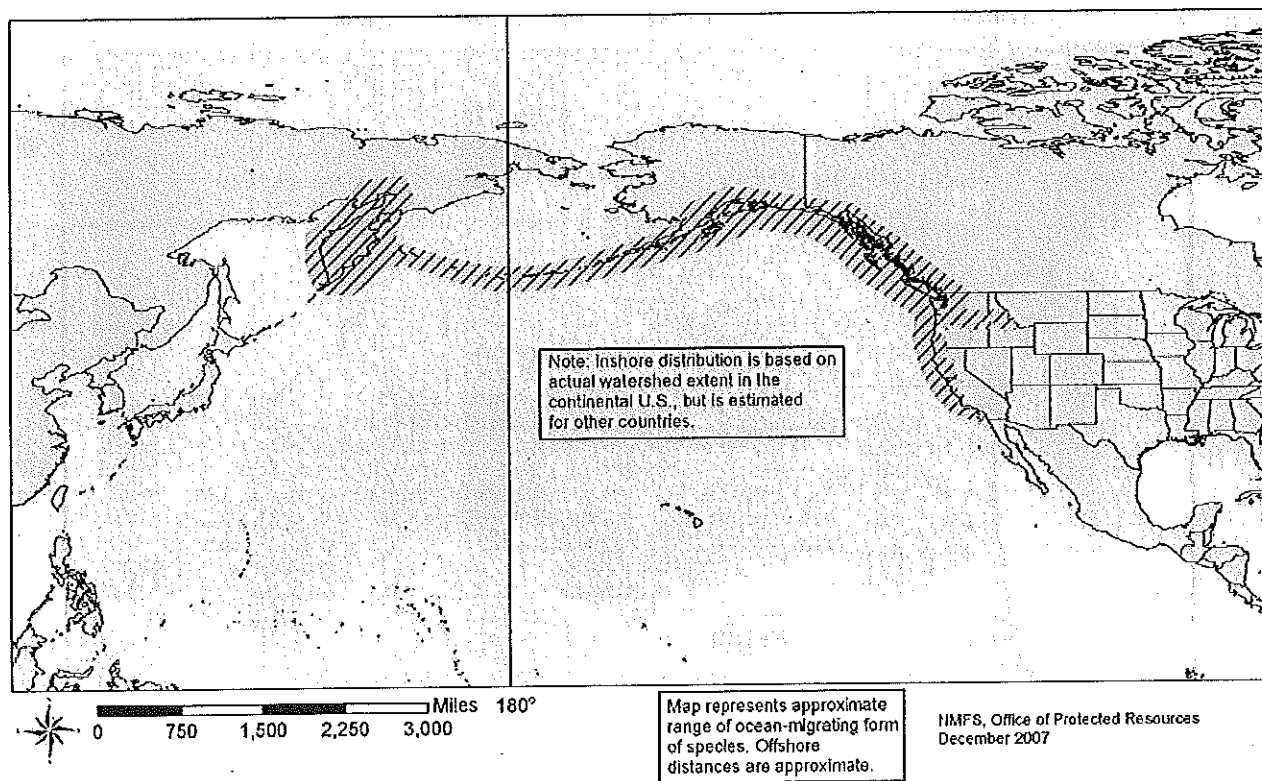 Note: Inshore distribution is based on
actual watershed extent in the
continental U.S., but is estimated
for other countries.
Miles 180°
0 750 1,500 2,250 3,000
Map represents approximate
range of ocean-migrating form
of species. Offshore
distances are approximate.
NMFS, Office of Protected Resources
December 2007